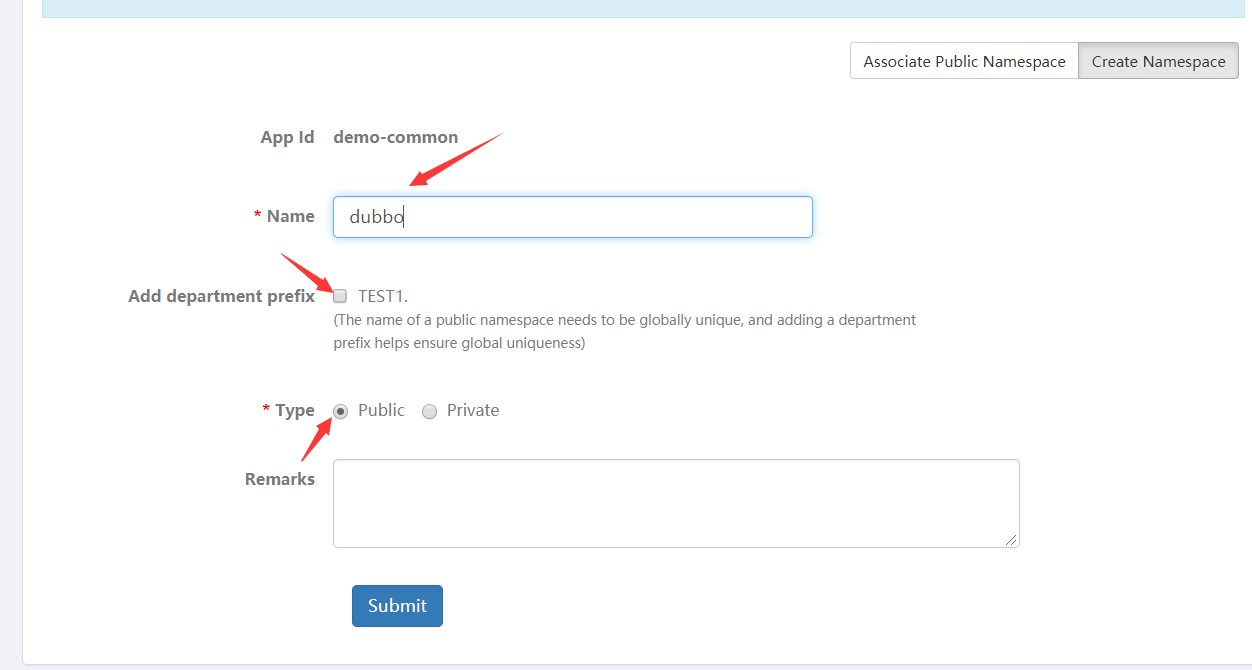 Associate Public Namespace Create Namespace
App Id demo-common
* Name dubbo
Add department prefix TEST1.
(The name of a public namespace needs to be globally unique, and adding a department
prefix helps ensure global uniqueness)
* Type Public Private
Remarks
Submit